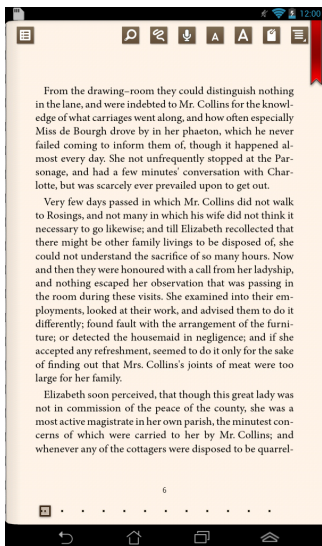 12:00
A A
From the drawing–room they could distinguish nothing
in the lane, and were indebted to Mr. Collins for the knowl-
edge of what carriages went along, and how often especially
Miss de Bourgh drove by in her phaeton, which he never
failed coming to inform them of, though it happened al-
most every day. She not unfrequently stopped at the Par-
sonage, and had a few minutes' conversation with Char-
lotte, but was scarcely ever prevailed upon to get out.
Very few days passed in which Mr. Collins did not walk
to Rosings, and not many in which his wife did not think it
necessary to go likewise; and till Elizabeth recollected that
there might be other family livings to be disposed of, she
could not understand the sacrifice of so many hours. Now
and then they were honoured with a call from her ladyship,
and nothing escaped her observation that was passing in
the room during these visits. She examined into their em-
ployments, looked at their work, and advised them to do it
differently; found fault with the arrangement of the furni-
ture; or detected the housemaid in negligence; and if she
accepted any refreshment, seemed to do it only for the sake
of finding out that Mrs. Collins's joints of meat were too
large for her family.
Elizabeth soon perceived, that though this great lady was
not in commission of the peace of the county, she was a
most active magistrate in her own parish, the minutest con-
cerns of which were carried to her by Mr. Collins; and
whenever any of the cottagers were disposed to be quarrel-
6